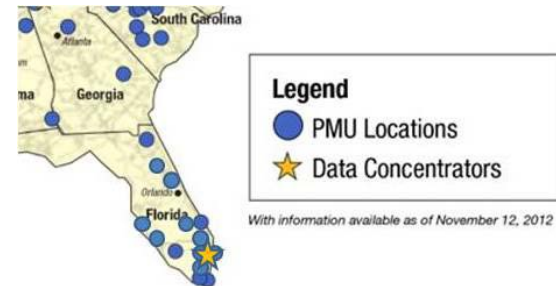 South Carolina
Atlanta
ma
Georgia
Orlando
Florida
Legend
PMU Locations
Data Concentrators
With information available as of November 12, 2012